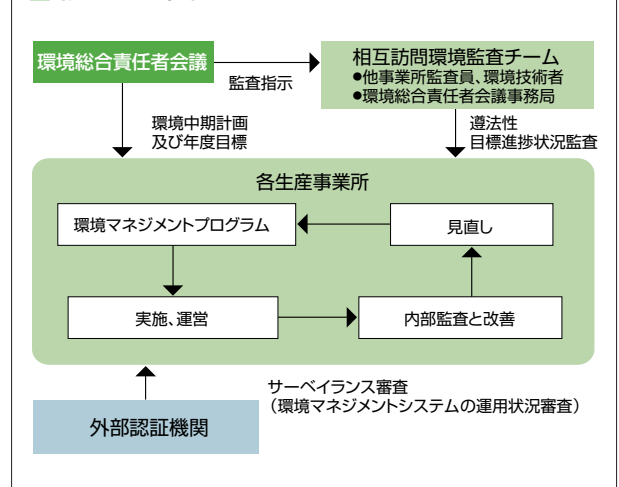 環境総合責任者会議
監査指示
相互訪問環境監査チーム
●他事業所監査員、環境技術者
●環境総合責任者会議事務局
環境中期計画
及び年度目標
遵法性
目標進捗状況監査
各生産事業所
環境マネジメントプログラム
見直し
実施、運営
内部監査と改善
サーベイランス審査
（環境マネジメントシステムの運用状況審査）
外部認証機関